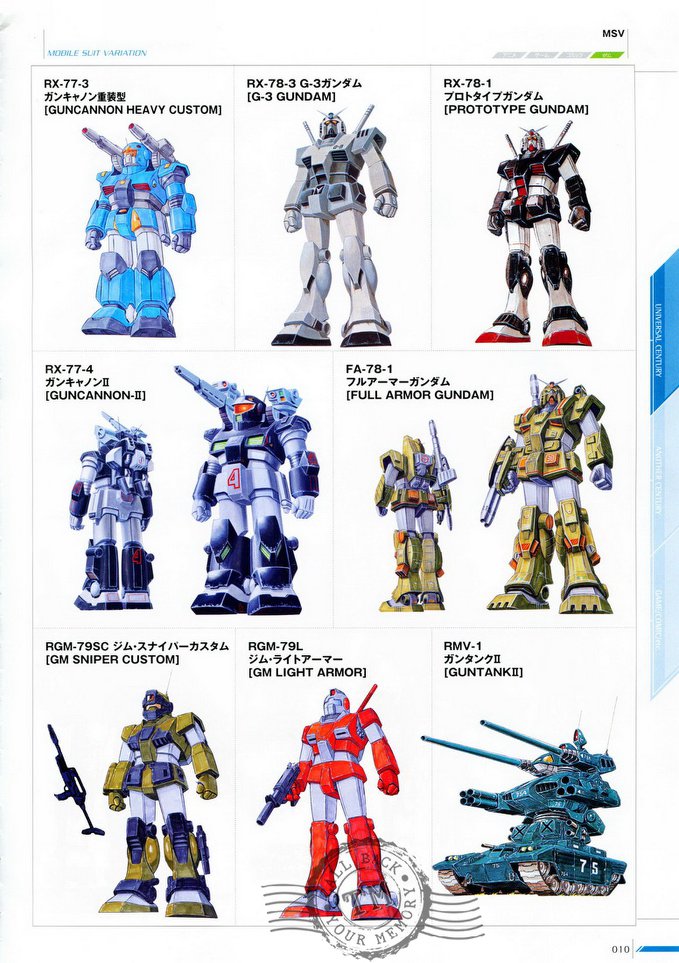 MSV
MOBILE SUIT VARIATION
RX-77-3
ガンキャノン重装型
[GUNCANNON HEAVY CUSTOM]
RX-78-3 G-3ガンダム
[G-3 GUNDAM]
RX-78-1
プロトタイプガンダム
[PROTOTYPE GUNDAM]
RX-77-4
ガンキャノンII
[GUNCANNON-II]
4
4
FA-78-1
フルアーマーガンダム
[FULL ARMOR GUNDAM]
RGM-79SC ジム・スナイパーカスタム
[GM SNIPER CUSTOM]
RGM-79L
ジム・ライトアーマー
[GM LIGHT ARMOR]
RMV-1
ガンタンクII
[GUNTANKII]
75
UNIVERSAL CENTURY
ANOTHER CENTURY
ALL BACK
TM
YOUR MEMORY
010